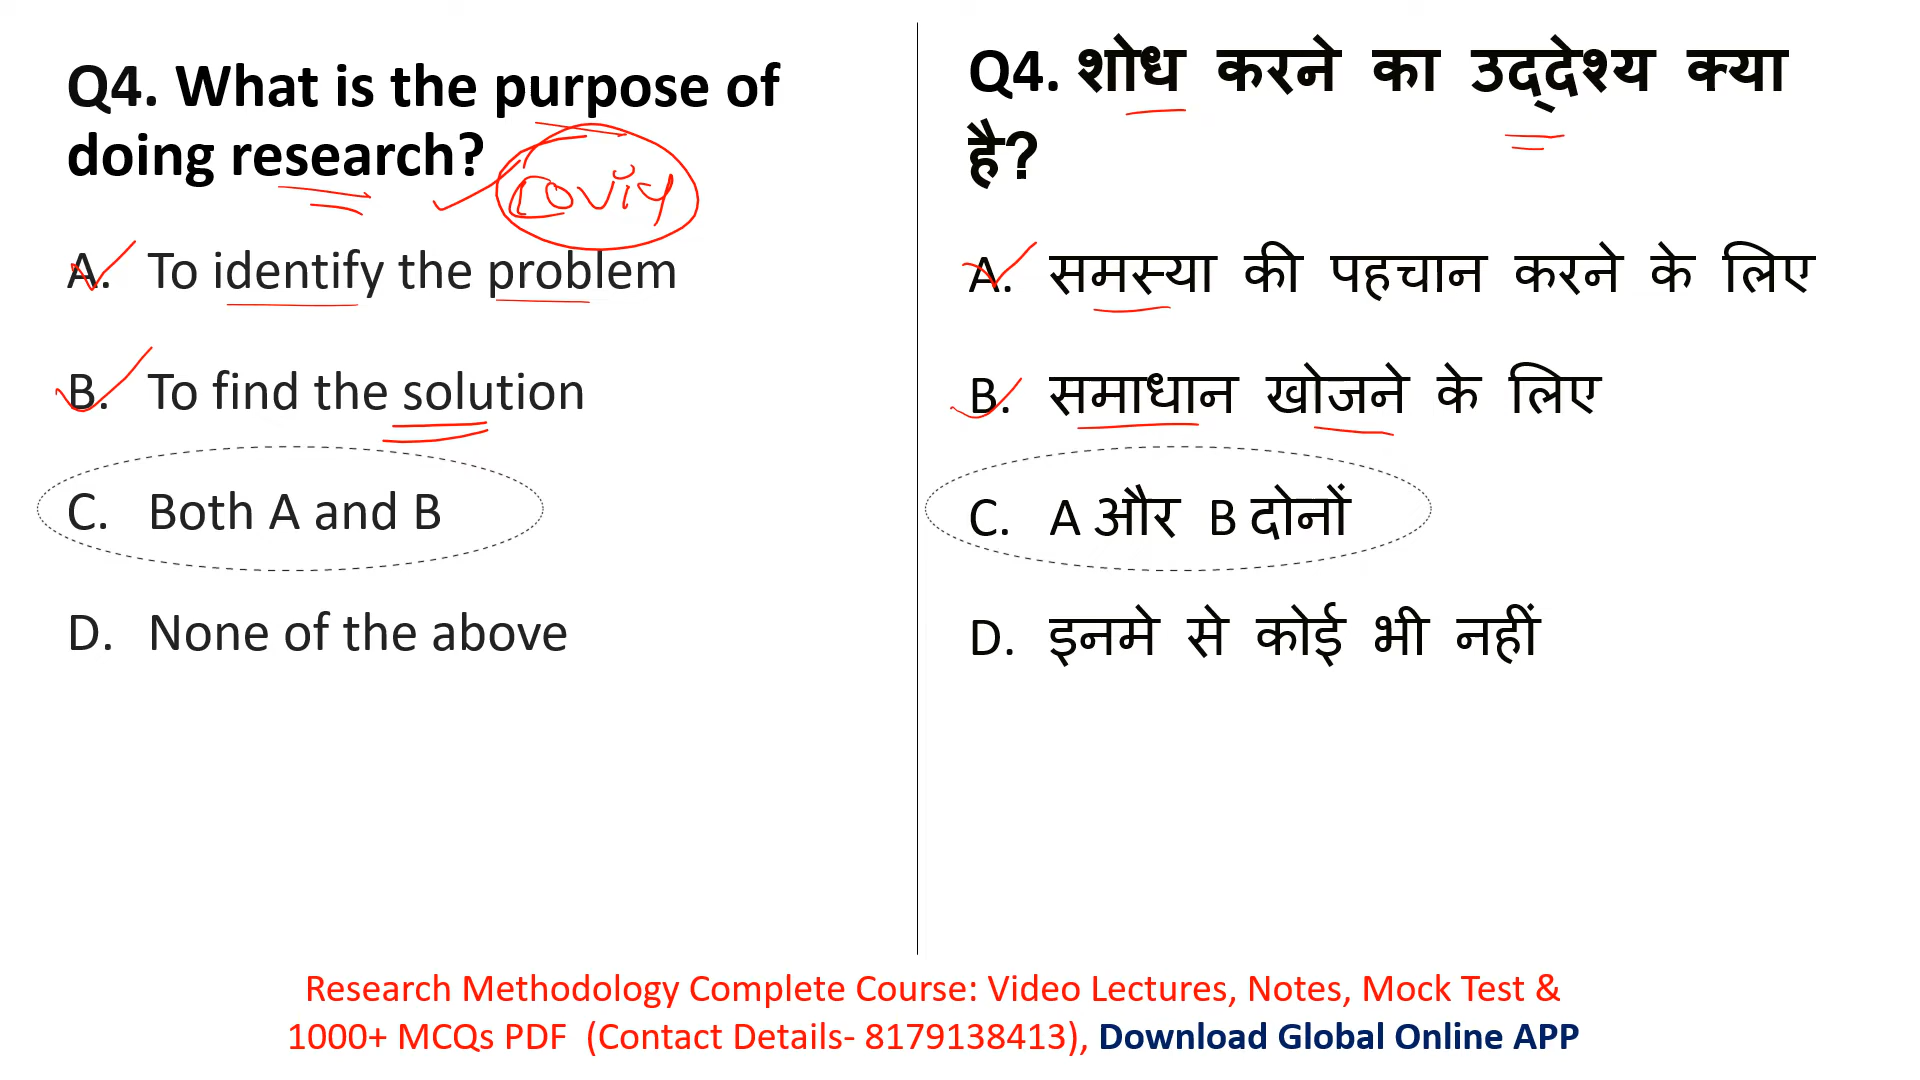 Q4. What is the purpose of
doing research?
A. To identify the problem
B. To find the solution
C. Both A and B
D. None of the above
Q4. शोध करने का उद्देश्य क्या
है?
A. समस्या की पहचान करने के लिए
B. समाधान खोजने के लिए
C. A और B दोनों
D. इनमे से कोई भी नहीं
Research Methodology Complete Course: Video Lectures, Notes, Mock Test &
1000+ MCQs PDF (Contact Details- 8179138413), Download Global Online APP